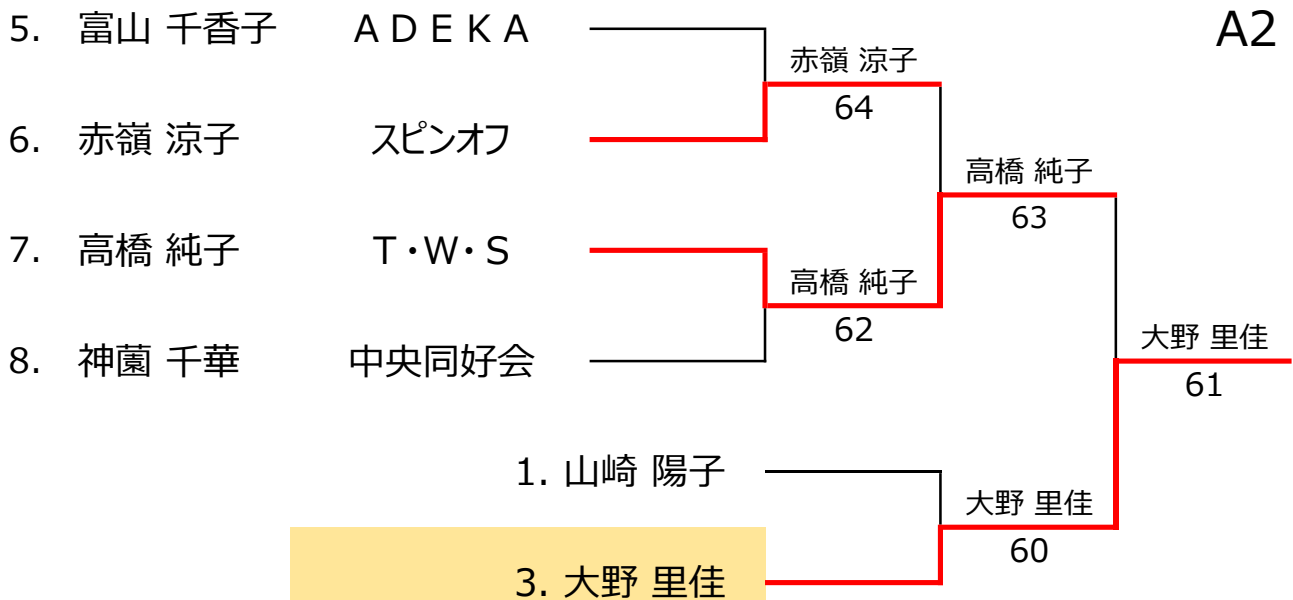 5. 富山 千香子 ＡＤＥＫＡ
A2
赤嶺 涼子
64
6. 赤嶺 涼子 スピンオフ
高橋 純子
63
7. 高橋 純子 Ｔ・Ｗ・Ｓ
高橋 純子
62
8. 神薗 千華 中央同好会
大野 里佳
61
1. 山崎 陽子
大野 里佳
60
3. 大野 里佳